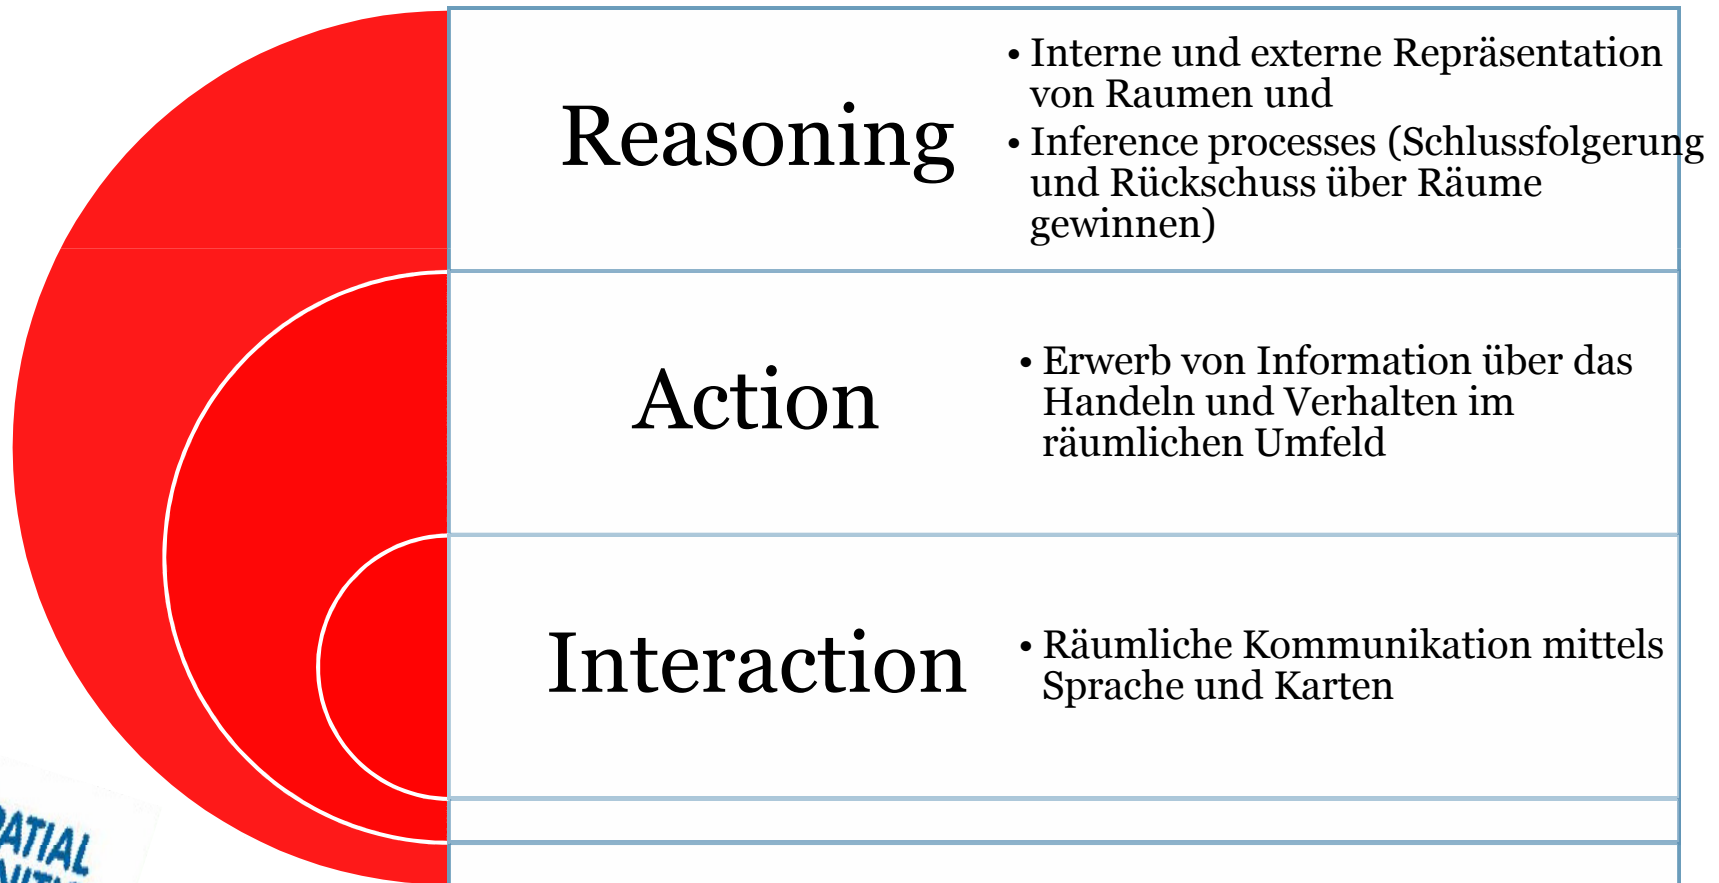 Reasoning
• Interne und externe Repräsentation
von Raumen und
• Inference processes (Schlussfolgerung
und Rückschuss über Räume
gewinnen)
Action
• Erwerb von Information über das
Handeln und Verhalten im
räumlichen Umfeld
Interaction
• Räumliche Kommunikation mittels
Sprache und Karten